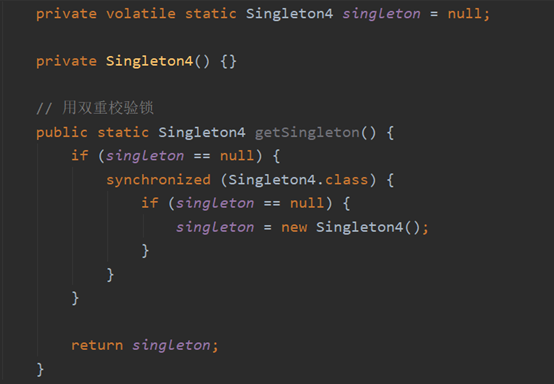 private volatile static Singleton4 singleton = null;
private Singleton4() {}
// 用双重校验锁
public static Singleton4 getSingleton() {
if (singleton == null) {
synchronized (Singleton4.class) {
if (singleton == null) {
singleton = new Singleton4();
}
}
}
return singleton;
}